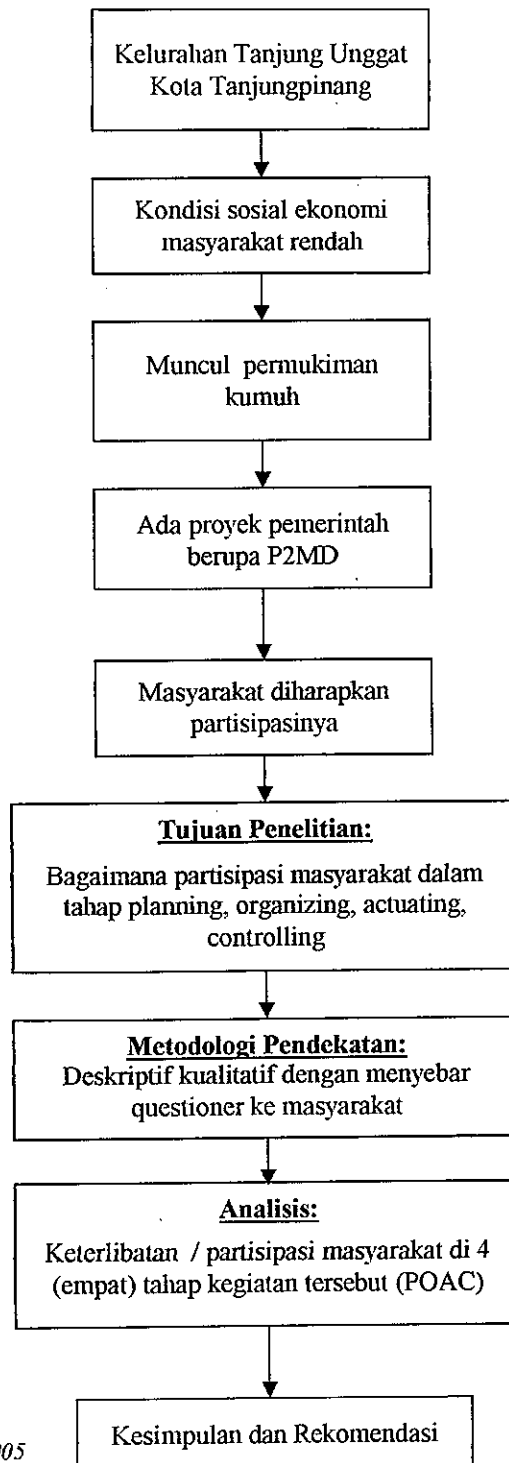 Kelurahan Tanjung Unggat
Kota Tanjungpinang
Kondisi sosial ekonomi
masyarakat rendah
Muncul permukiman
kumuh
Ada proyek pemerintah
berupa P2MD
Masyarakat diharapkan
partisipasinya
Tujuan Penelitian:
Bagaimana partisipasi masyarakat dalam
tahap planning, organizing, actuating,
controlling
Metodologi Pendekatan:
Deskriptif kualitatif dengan menyebar
questioner ke masyarakat
Analisis:
Keterlibatan / partisipasi masyarakat di 4
(empat) tahap kegiatan tersebut (POAC)
Kesimpulan dan Rekomendasi